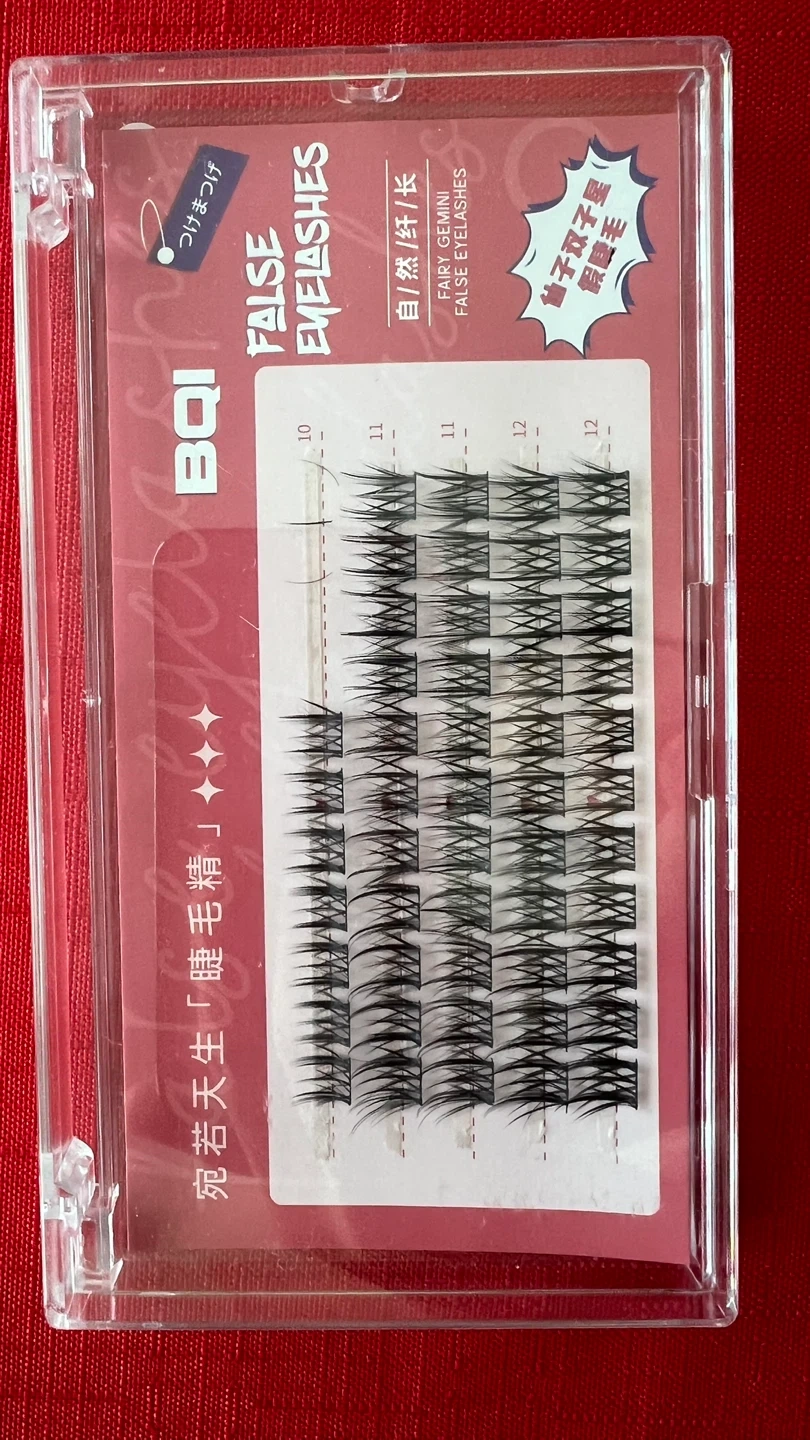 宛若天生「睫毛精」
BQI
つけまつげ
FALSE
EYELASHES
自/然/纤/长
FAIRY GEMINI
FALSE EYELASHES
仙子双子星
假睫毛
10
11
11
12
12